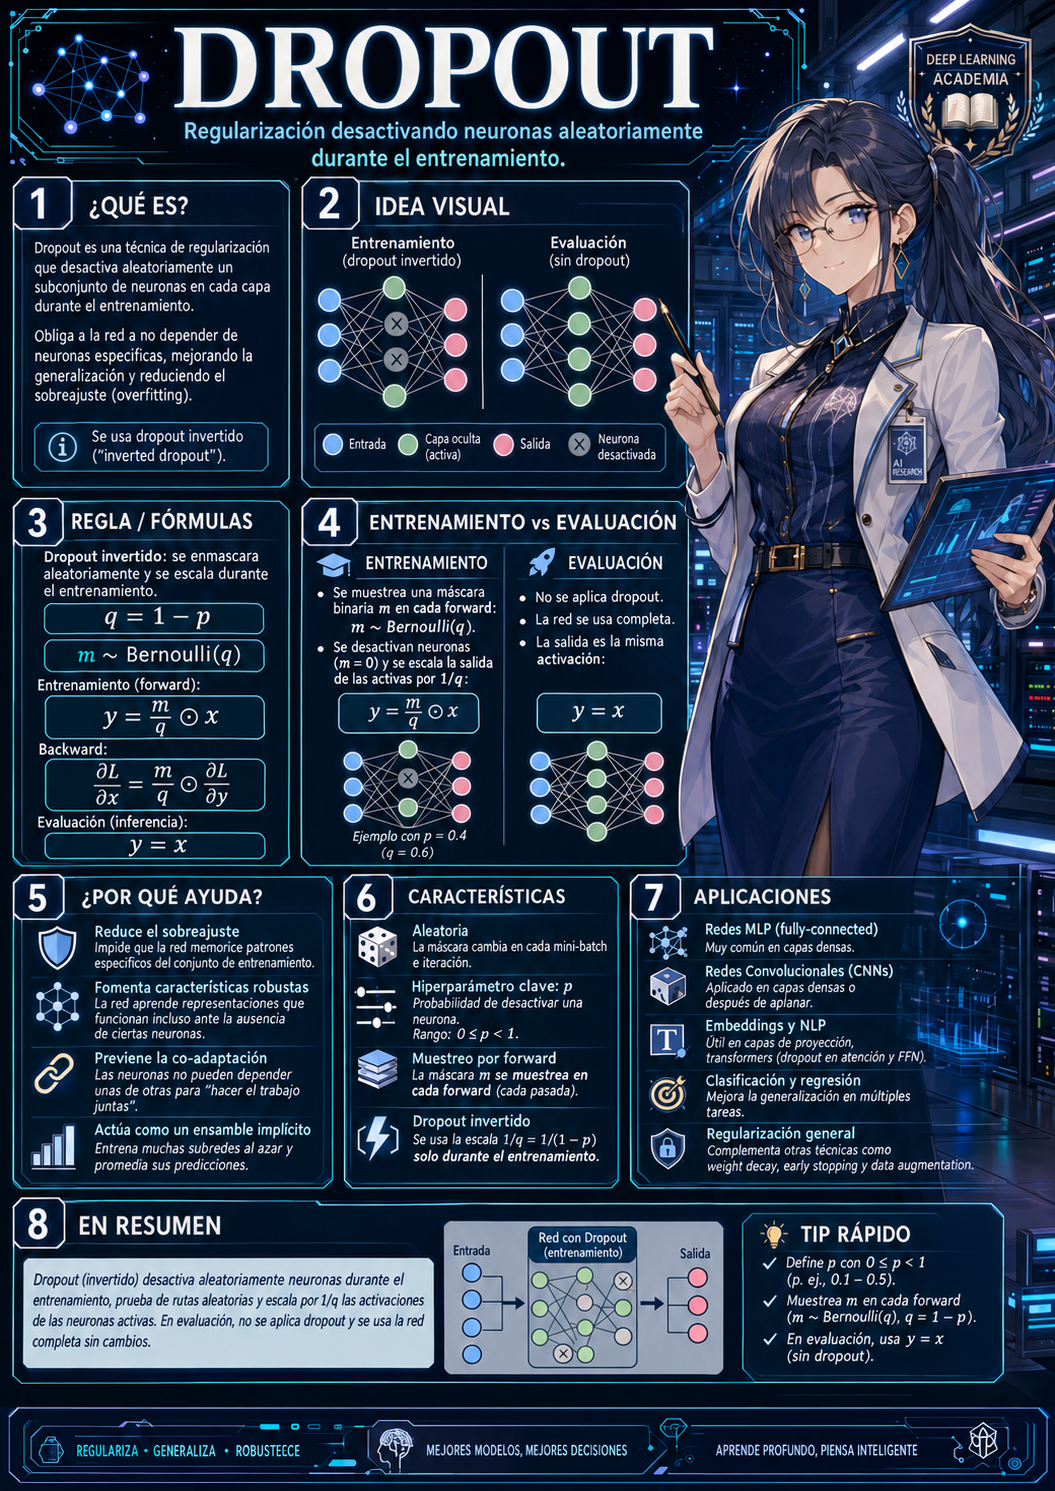 DROPOUT
Regularización desactivando neuronas aleatoriamente
durante el entrenamiento.
DEEP LEARNING
ACADEMIA
1 ¿QUÉ ES?
Dropout es una técnica de regularización
que desactiva aleatoriamente un
subconjunto de neuronas en cada capa
durante el entrenamiento.
Obliga a la red a no depender de
neuronas específicas, mejorando la
generalización y reduciendo el
sobreajuste (overfitting).
i
Se usa dropout invertido
("inverted dropout").
2 IDEA VISUAL
Entrenamiento
(dropout invertido)
Evaluación
(sin dropout)
X
X
Entrada
Capa oculta
(activa)
Salida
X
Neurona
desactivada
AI
RESEARCH
3 REGLA / FÓRMULAS
Dropout invertido: se enmascara
aleatoriamente y se escala durante
el entrenamiento.
q = 1 − p
m ~ Bernoulli(q)
Entrenamiento (forward):
y = m/q ⊙ x
Backward:
∂L/∂x = m/q ⊙ ∂L/∂y
Evaluación (inferencia):
y = x
4 ENTRENAMIENTO vs EVALUACIÓN
ENTRENAMIENTO
• Se muestrea una máscara
binaria m en cada forward:
m ~ Bernoulli(q).
• Se desactivan neuronas
(m = 0) y se escala la salida
de las activas por 1/q:
y = m/q ⊙ x
X
Ejemplo con p = 0.4
(q = 0.6)
EVALUACIÓN
• No se aplica dropout.
• La red se usa completa.
• La salida es la misma
activación:
y = x
5 ¿POR QUÉ AYUDA?
Reduce el sobreajuste
Impide que la red memorice patrones
específicos del conjunto de entrenamiento.
Fomenta características robustas
La red aprende representaciones que
funcionan incluso ante la ausencia
de ciertas neuronas.
Previene la co-adaptación
Las neuronas no pueden depender
unas de otras para "hacer el trabajo
juntas".
Actúa como un ensamble implícito
Entrena muchas subredes al azar y
promedia sus predicciones.
6 CARACTERÍSTICAS
Aleatoria
La máscara cambia en cada mini-batch
e iteración.
Hiperparámetro clave: p
Probabilidad de desactivar una
neurona.
Rango: 0 ≤ p < 1.
Muestreo por forward
La máscara m se muestrea en
cada forward (cada pasada).
Dropout invertido
Se usa la escala 1/q = 1/(1 − p)
solo durante el entrenamiento.
7 APLICACIONES
Redes MLP (fully-connected)
Muy común en capas densas.
Redes Convolucionales (CNNs)
Aplicado en capas densas o
después de aplanar.
T
Embeddings y NLP
Útil en capas de proyección,
transformers (dropout en atención y FFN).
Clasificación y regresión
Mejora la generalización en múltiples
tareas.
Regularización general
Complementa otras técnicas como
weight decay, early stopping y data augmentation.
8 EN RESUMEN
Dropout (invertido) desactiva aleatoriamente neuronas durante el
entrenamiento, prueba de rutas aleatorias y escala por 1/q las activaciones
de las neuronas activas. En evaluación, no se aplica dropout y se usa la red
completa sin cambios.
Entrada
Red con Dropout
(entrenamiento)
Salida
X
X
TIP RÁPIDO
✓ Define p con 0 ≤ p < 1
(p. ej., 0.1 – 0.5).
✓ Muestrea m en cada forward
(m ~ Bernoulli(q), q = 1 − p).
✓ En evaluación, usa y = x
(sin dropout).
REGULARIZA • GENERALIZA • ROBUSTECE
MEJORES MODELOS, MEJORES DECISIONES
APRENDE PROFUNDO, PIENSA INTELIGENTE